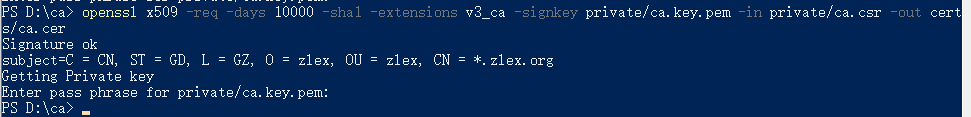 PS D:\ca> openssl x509 -req -days 10000 -sha1 -extensions v3_ca -signkey private/ca.key.pem -in private/ca.csr -out cert
s/ca.cer
Signature ok
subject=C = CN, ST = GD, L = GZ, O = zlex, OU = zlex, CN = *.zlex.org
Getting Private key
Enter pass phrase for private/ca.key.pem:
PS D:\ca>